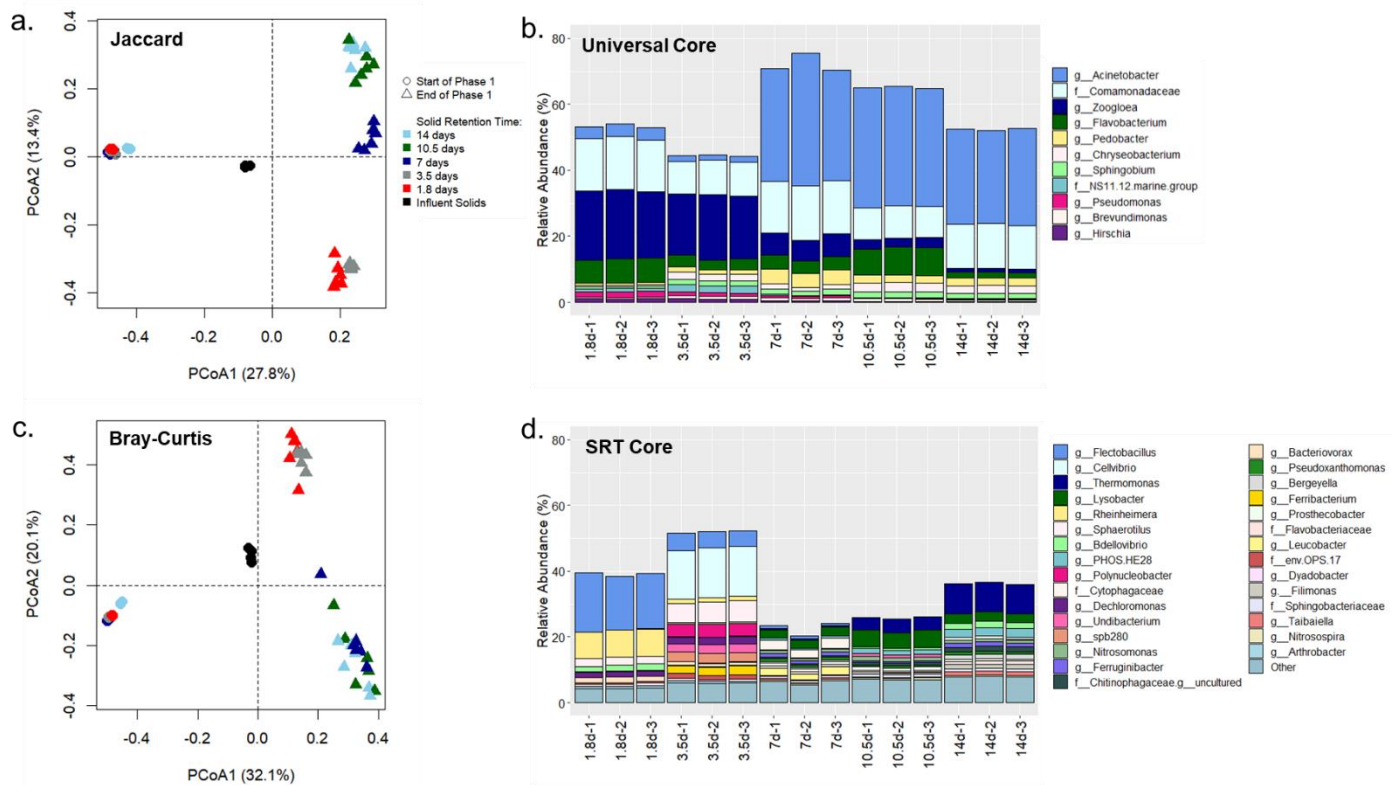 a.
Jaccard
0.4
0.2
0.0
-0.2
-0.4
PCoA2 (13.4%)
-0.4
-0.2
0.0
0.2
PCoA1 (27.8%)
Start of Phase 1
End of Phase 1
Solid Retention Time:
14 days
10.5 days
7 days
3.5 days
1.8 days
Influent Solids
b.
Universal Core
80
60
40
20
0
Relative Abundance (%)
1.8d-1
1.8d-2
1.8d-3
3.5d-1
3.5d-2
3.5d-3
7d-1
7d-2
7d-3
10.5d-1
10.5d-2
10.5d-3
14d-1
14d-2
14d-3
g__Acinetobacter
f__Comamonadaceae
g__Zoogloea
g__Flavobacterium
g__Pedobacter
g__Chryseobacterium
g__Sphingobium
f__NS11.12.marine.group
g__Pseudomonas
g__Brevundimonas
g__Hirschia
c.
Bray-Curtis
0.4
0.2
0.0
-0.2
-0.4
PCoA2 (20.1%)
-0.4
-0.2
0.0
0.2
0.4
PCoA1 (32.1%)
d.
SRT Core
80
60
40
20
0
Relative Abundance (%)
1.8d-1
1.8d-2
1.8d-3
3.5d-1
3.5d-2
3.5d-3
7d-1
7d-2
7d-3
10.5d-1
10.5d-2
10.5d-3
14d-1
14d-2
14d-3
g__Flectobacillus
g__Cellvibrio
g__Thermomonas
g__Lysobacter
g__Rheinheimera
g__Sphaerotilus
g__Bdellovibrio
g__PHOS.HE28
g__Polynucleobacter
f__Cytophagaceae
g__Dechloromonas
g__Undibacterium
g__spb280
g__Nitrosomonas
g__Ferruginibacter
f__Chitinophagaceae.g__uncultured
g__Bacteriovorax
g__Pseudoxanthomonas
g__Bergeyella
g__Ferribacterium
g__Prosthecobacter
f__Flavobacteriaceae
g__Leucobacter
f__env.OPS.17
g__Dyadobacter
g__Filimonas
f__Sphingobacteriaceae
g__Taibaiella
g__Nitrosospira
g__Arthrobacter
Other